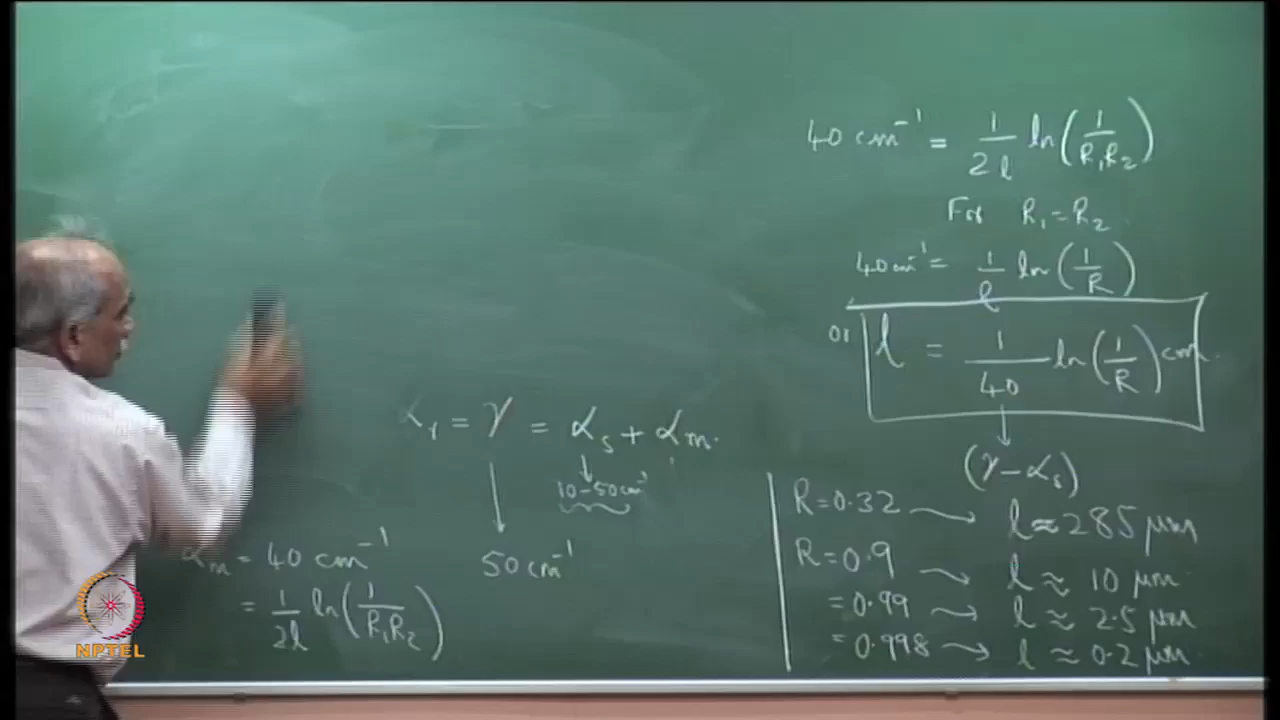 αᵣ = γ = αₛ + αₘ.
10-50 cm⁻¹
50 cm⁻¹
αₘ = 40 cm⁻¹
= 1/2l ln(1/R₁R₂)
40 cm⁻¹ = 1/2l ln(1/R₁R₂)
For R₁ = R₂
40 cm⁻¹ = 1/l ln(1/R)
or l = 1/40 ln(1/R) cm.
(γ - αₛ)
R = 0.32 → l ≈ 285 μm
R = 0.9 → l ≈ 10 μm
= 0.99 → l ≈ 2.5 μm
= 0.998 → l ≈ 0.2 μm
NPTEL